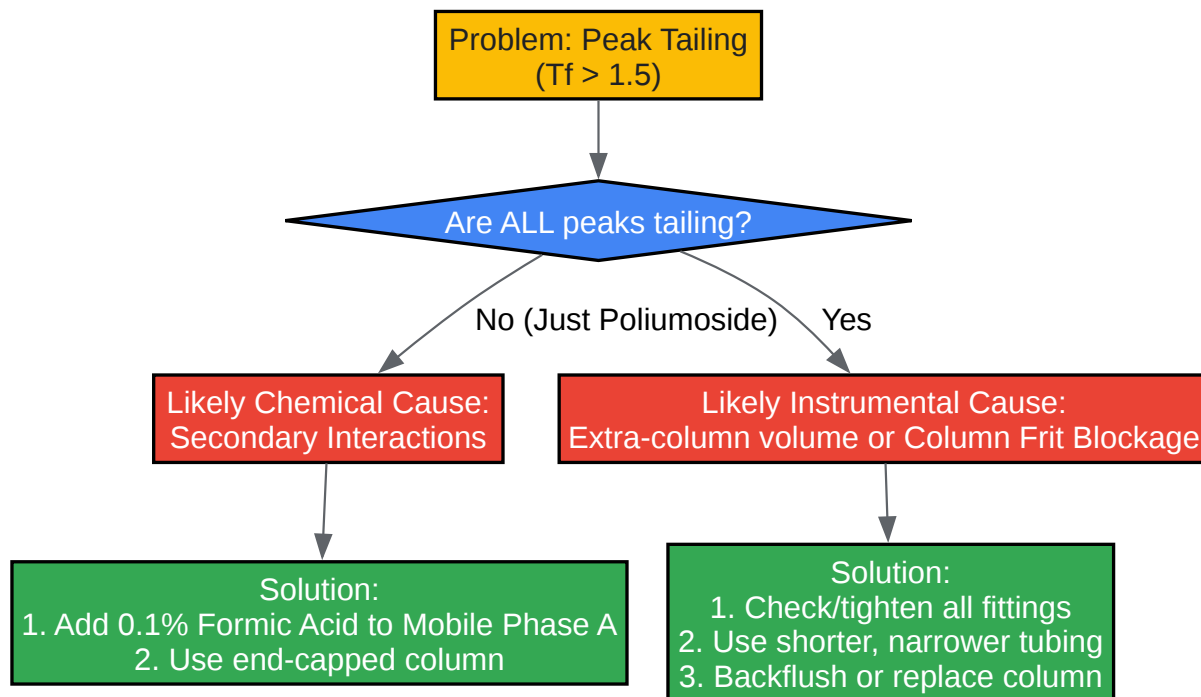 Problem: Peak Tailing
(Tf > 1.5)
Are ALL peaks tailing?
No (Just Poliumoside)
Yes
Likely Chemical Cause:
Secondary Interactions
Likely Instrumental Cause:
Extra-column volume or Column Frit Blockage
Solution:
1. Add 0.1% Formic Acid to Mobile Phase A
2. Use end-capped column
Solution:
1. Check/tighten all fittings
2. Use shorter, narrower tubing
3. Backflush or replace column